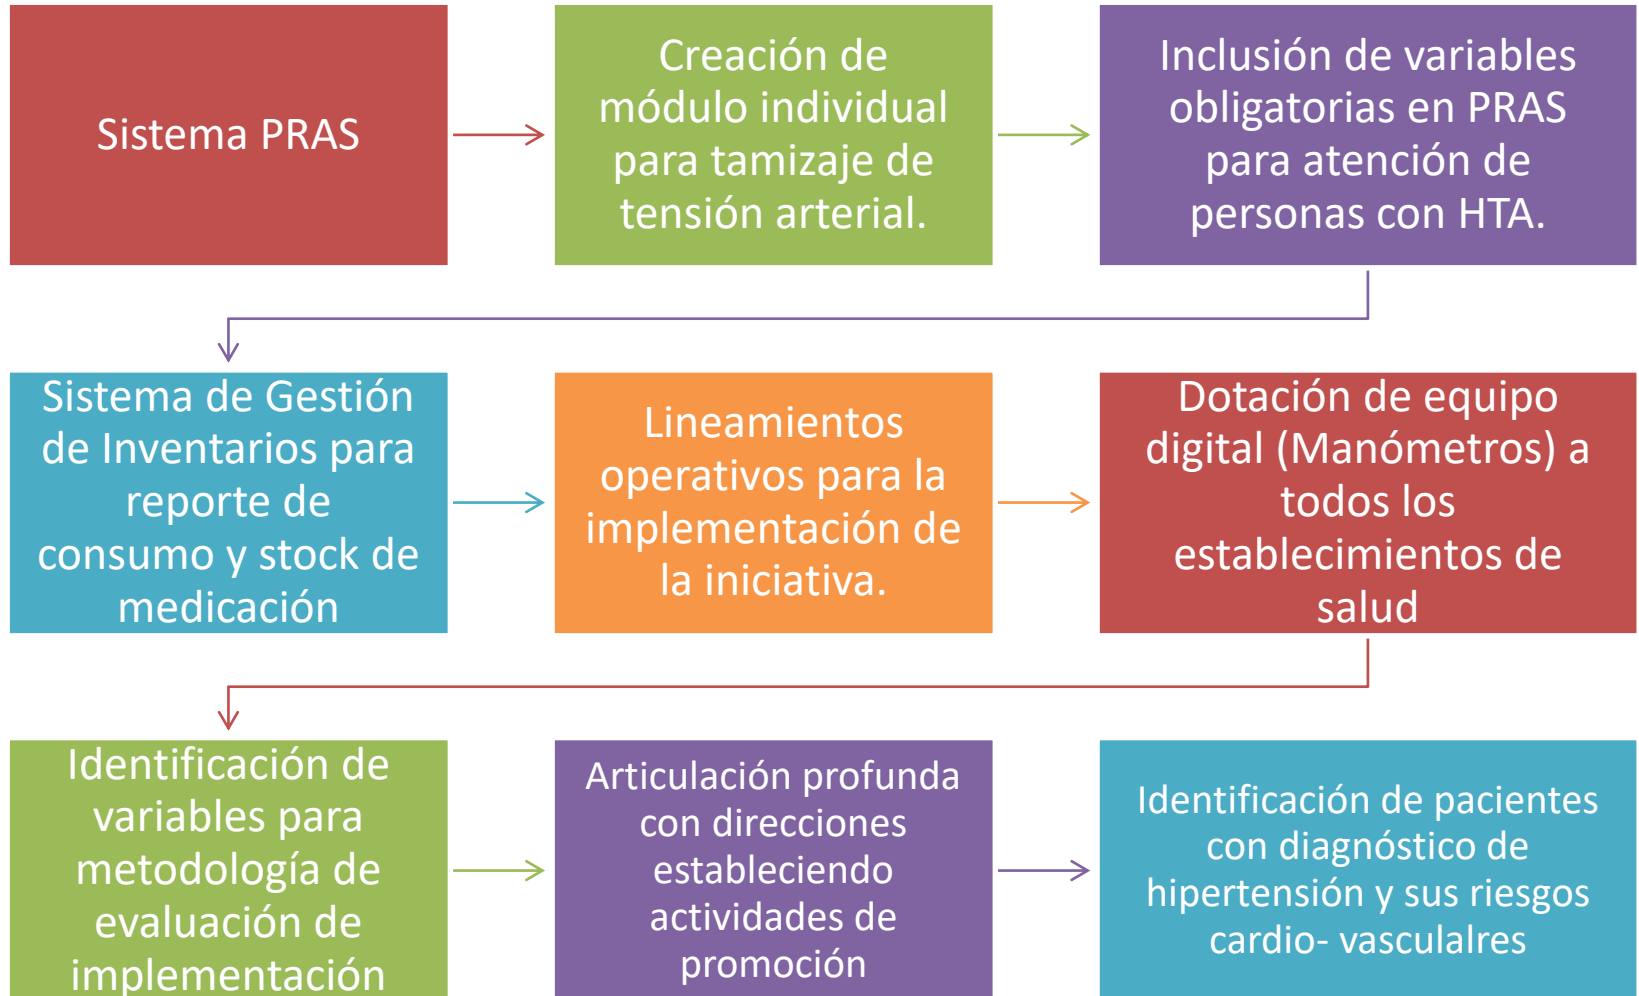 Sistema PRAS
Creación de
módulo individual
para tamizaje de
tensión arterial.
Inclusión de variables
obligatorias en PRAS
para atención de
personas con HTA.
Sistema de Gestión
de Inventarios para
reporte de
consumo y stock de
medicación
Lineamientos
operativos para la
implementación de
la iniciativa.
Dotación de equipo
digital (Manómetros) a
todos los
establecimientos de
salud
Identificación de
variables para
metodología de
evaluación de
implementación
Articulación profunda
con direcciones
estableciendo
actividades de
promoción
Identificación de pacientes
con diagnóstico de
hipertensión y sus riesgos
cardio- vasculalres